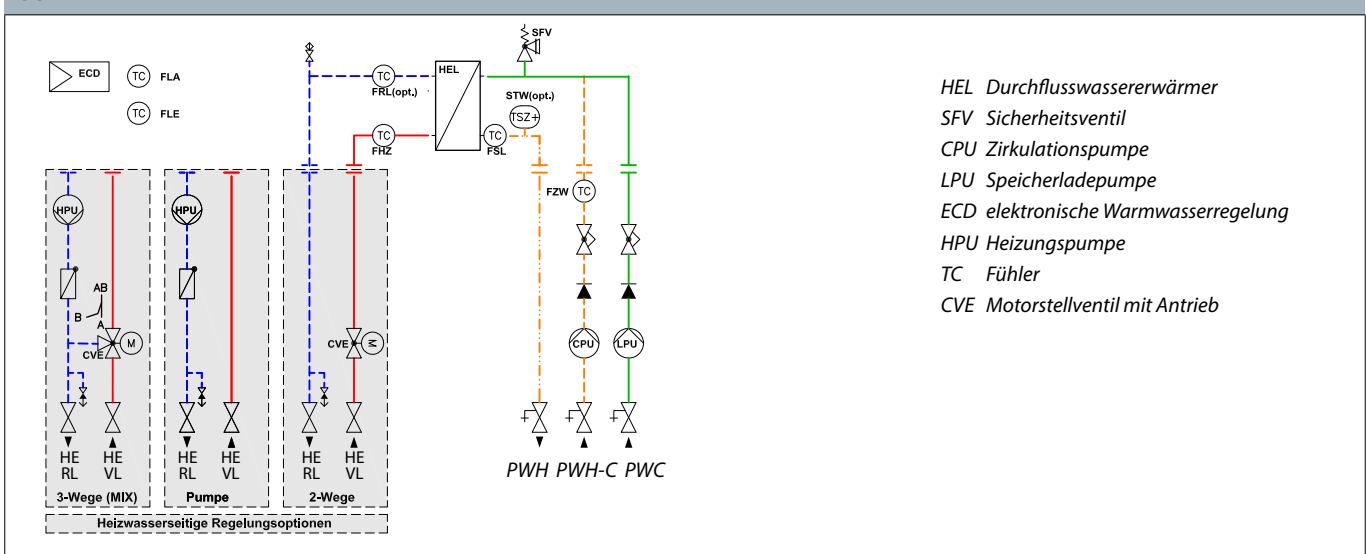 ECD
TC FLA
TC FLE
SFV
TC
FRL(opt.)
HEL
STW(opt.)
TSZ+
TC
FHZ
TC
FSL
FZW TC
HPU
HPU
AB
B
A
CVE M
CVE M
CPU
LPU
HE RL
HE VL
HE RL
HE VL
HE RL
HE VL
PWH PWH-C PWC
3-Wege (MIX)
Pumpe
2-Wege
Heizwasserseitige Regelungsoptionen
HEL Durchflusswassererwärmer
SFV Sicherheitsventil
CPU Zirkulationspumpe
LPU Speicherladepumpe
ECD elektronische Warmwasserregelung
HPU Heizungspumpe
TC Fühler
CVE Motorstellventil mit Antrieb